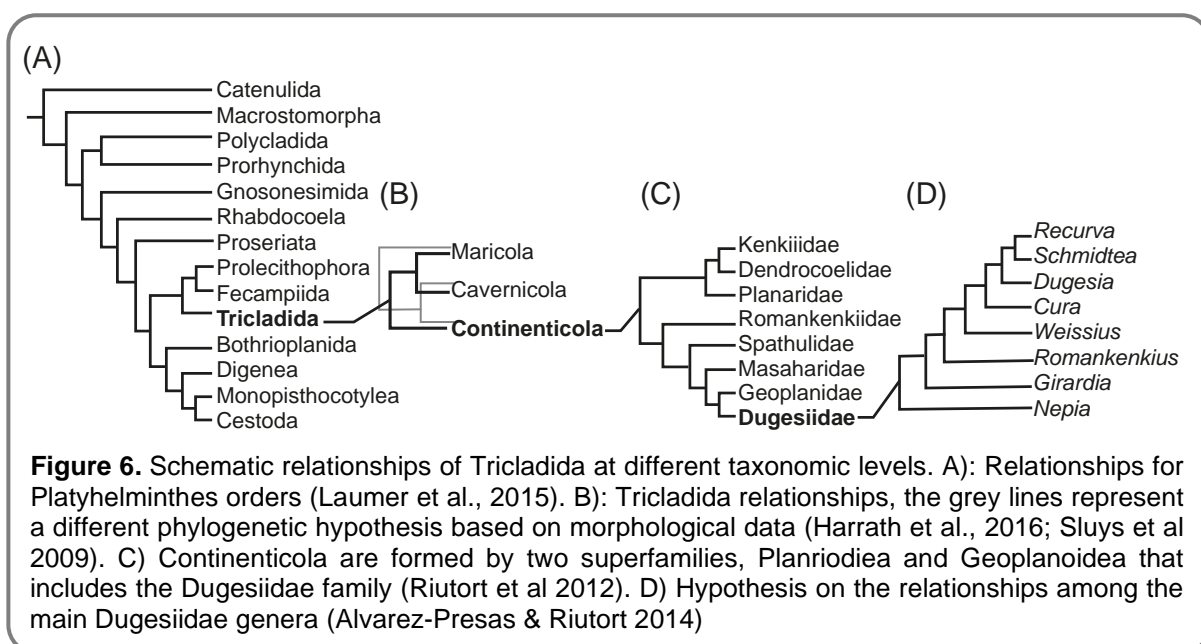 (A)
Catenulida
Macrostomorpha
Polycladida
Prorhynchida
Gnosonesimida
Rhabdocoela
Proseriata
Prolecithophora
Fecampiida
Tricladida
Bothrioplanida
Digenea
Monopisthocotylea
Cestoda
(B)
Maricola
Cavernicola
Continenticola
(C)
Kenkiiidae
Dendrocoelidae
Planaridae
Romankenkiidae
Spathulidae
Masaharidae
Geoplanidae
Dugesiidae
(D)
Recurva
Schmidtea
Dugesia
Cura
Weissius
Romankenkius
Girardia
Nepia
Figure 6. Schematic relationships of Tricladida at different taxonomic levels. A): Relationships for
Platyhelminthes orders (Laumer et al., 2015). B): Tricladida relationships, the grey lines represent
a different phylogenetic hypothesis based on morphological data (Harrath et al., 2016; Sluys et al
2009). C) Continenticola are formed by two superfamilies, Planriodiea and Geoplanoidea that
includes the Dugesiidae family (Riutort et al 2012). D) Hypothesis on the relationships among the
main Dugesiidae genera (Alvarez-Presas & Riutort 2014)